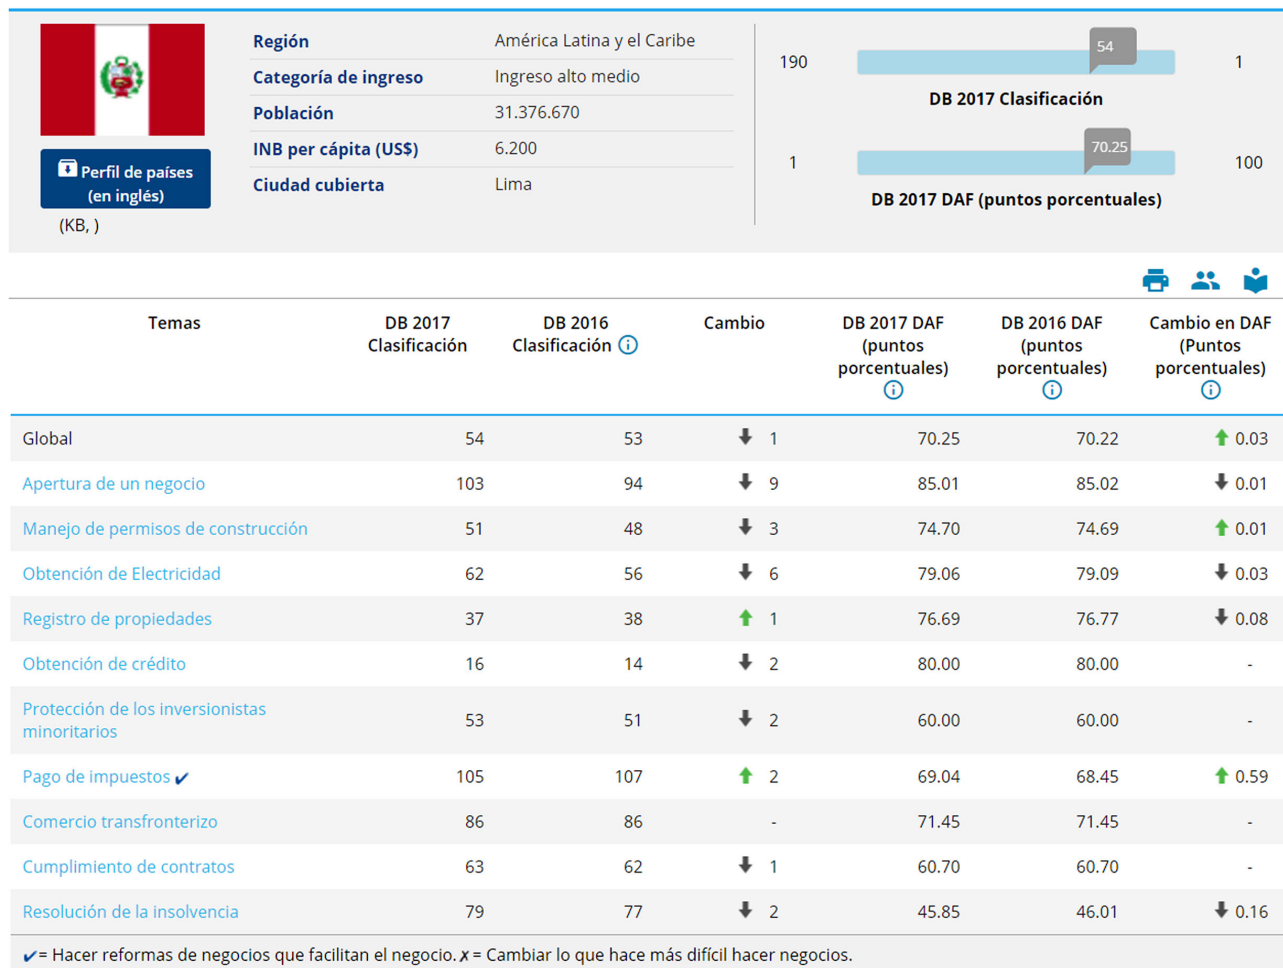 Región América Latina y el Caribe
Categoría de ingreso Ingreso alto medio
Población 31.376.670
INB per cápita (US$) 6.200
Ciudad cubierta Lima
Perfil de países
(en inglés)
(KB, )
190 54 1
DB 2017 Clasificación
1 70.25 100
DB 2017 DAF (puntos porcentuales)
Temas DB 2017 Clasificación DB 2016 Clasificación Cambio DB 2017 DAF (puntos porcentuales) DB 2016 DAF (puntos porcentuales) Cambio en DAF (Puntos porcentuales)
Global 54 53 1 70.25 70.22 0.03
Apertura de un negocio 103 94 9 85.01 85.02 0.01
Manejo de permisos de construcción 51 48 3 74.70 74.69 0.01
Obtención de Electricidad 62 56 6 79.06 79.09 0.03
Registro de propiedades 37 38 1 76.69 76.77 0.08
Obtención de crédito 16 14 2 80.00 80.00 -
Protección de los inversionistas
minoritarios 53 51 2 60.00 60.00 -
Pago de impuestos ✔ 105 107 2 69.04 68.45 0.59
Comercio transfronterizo 86 86 - 71.45 71.45 -
Cumplimiento de contratos 63 62 1 60.70 60.70 -
Resolución de la insolvencia 79 77 2 45.85 46.01 0.16
✔= Hacer reformas de negocios que facilitan el negocio. ✗= Cambiar lo que hace más difícil hacer negocios.